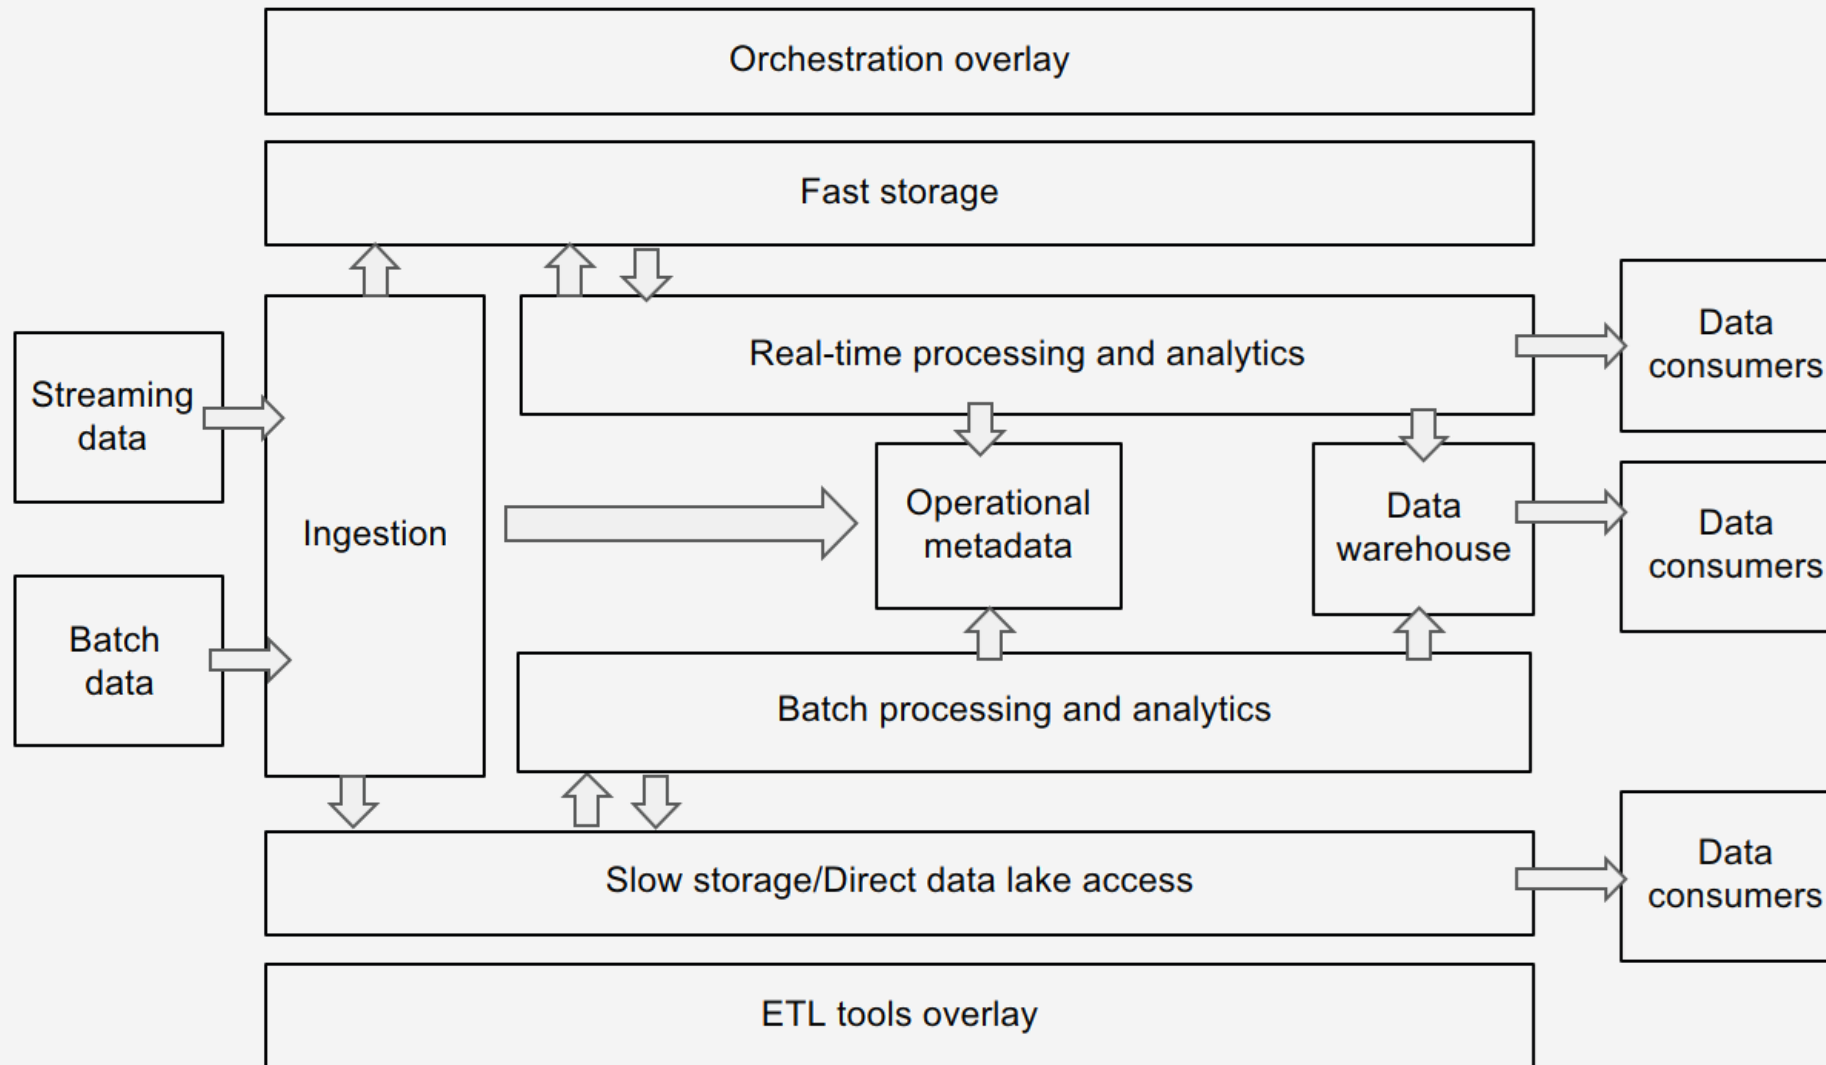 Orchestration overlay
Fast storage
Streaming
data
Batch
data
Ingestion
Real-time processing and analytics
Operational
metadata
Data
warehouse
Batch processing and analytics
Slow storage/Direct data lake access
ETL tools overlay
Data
consumers
Data
consumers
Data
consumers